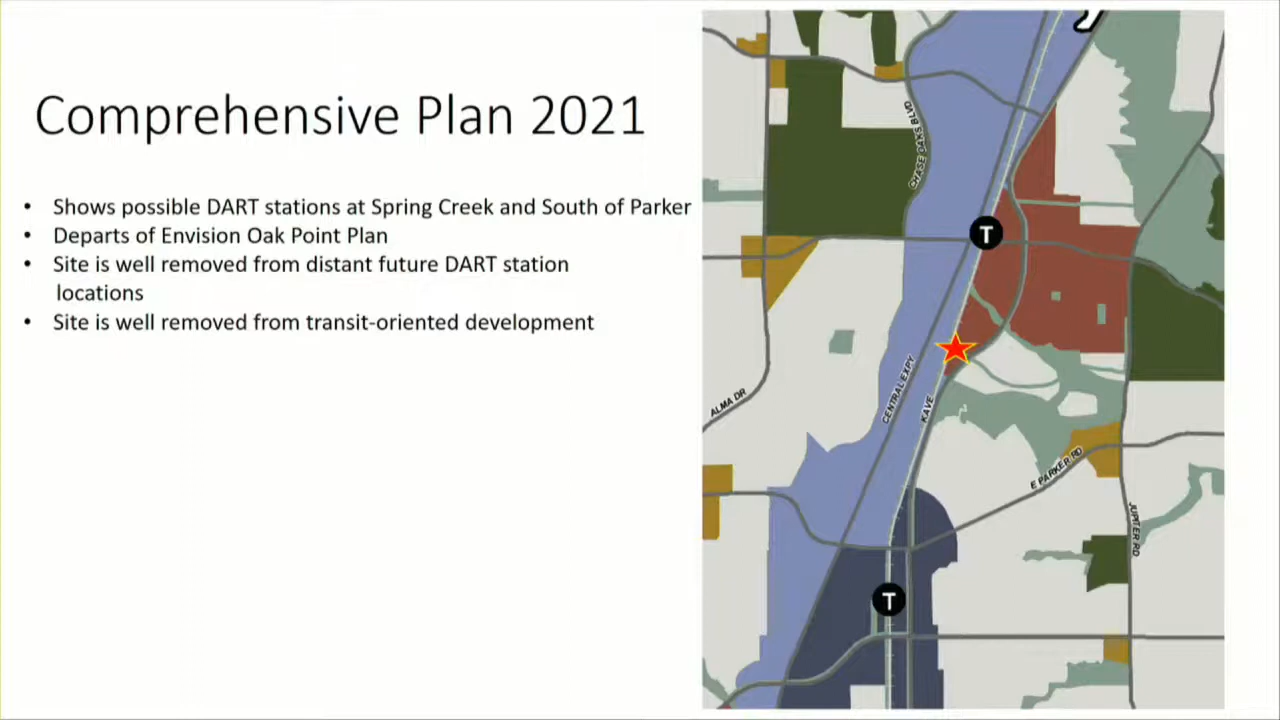 Comprehensive Plan 2021
• Shows possible DART stations at Spring Creek and South of Parker
• Departs of Envision Oak Point Plan
• Site is well removed from distant future DART station
locations
• Site is well removed from transit-oriented development
CHASE OAKS BLVD
T
CENTRAL EXPY
ALMA DR
K AVE
E PARKER RD
JUPITER RD
T